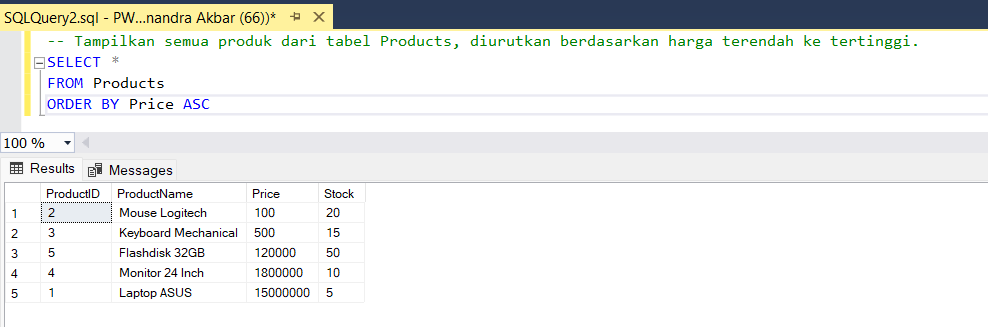 SQLQuery2.sql - PW...nandra Akbar (66))*
-- Tampilkan semua produk dari tabel Products, diurutkan berdasarkan harga terendah ke tertinggi.
SELECT *
FROM Products
ORDER BY Price ASC
100 %
Results Messages
ProductID ProductName Price Stock
1 2 Mouse Logitech 100 20
2 3 Keyboard Mechanical 500 15
3 5 Flashdisk 32GB 120000 50
4 4 Monitor 24 Inch 1800000 10
5 1 Laptop ASUS 15000000 5